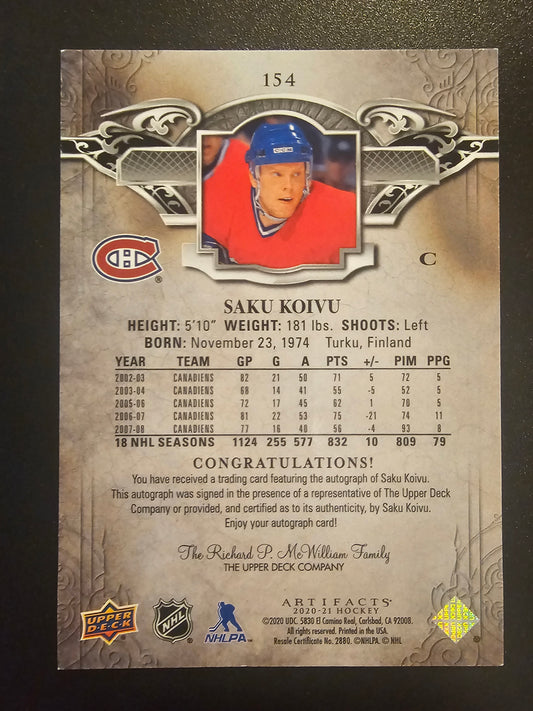 154
CCM
C
®
C
SAKU KOIVU
HEIGHT: 5'10" WEIGHT: 181 lbs. SHOOTS: Left
BORN: November 23, 1974 Turku, Finland
YEAR TEAM GP G A PTS +/- PIM PPG
2002-03 CANADIENS 82 21 50 71 5 72 5
2003-04 CANADIENS 68 14 41 55 -5 52 5
2005-06 CANADIENS 72 17 45 62 1 70 5
2006-07 CANADIENS 81 22 53 75 -21 74 11
2007-08 CANADIENS 77 16 40 56 -4 93 8
18 NHL SEASONS 1124 255 577 832 10 809 79
CONGRATULATIONS!
You have received a trading card featuring the autograph of Saku Koivu.
This autograph was signed in the presence of a representative of The Upper Deck
Company or provided, and certified as to its authenticity, by Saku Koivu.
Enjoy your autograph card!
The Richard P. McWilliam Family
THE UPPER DECK COMPANY
UPPER DECK
NHL
NHLPA
ARTIFACTS
2020-21 HOCKEY
©2020 UDC. 5830 El Camino Real, Carlsbad, CA 92008.
All rights reserved. Printed in the USA.
Resale Certificate No. 2880. ©NHLPA. © NHL